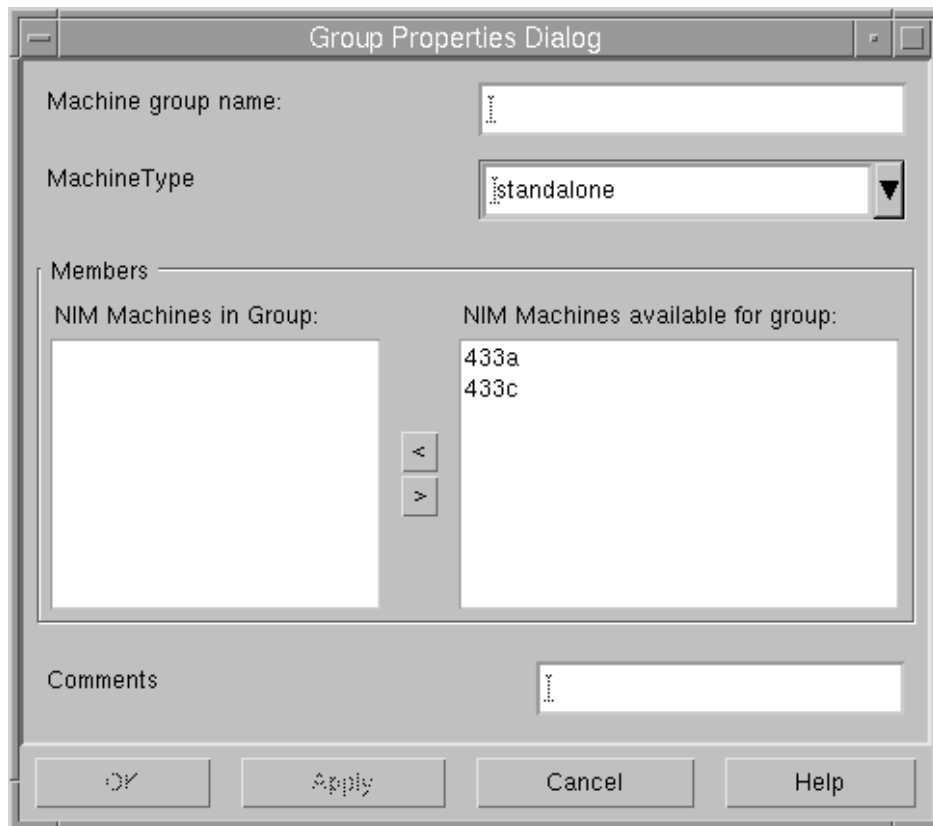 Group Properties Dialog
Machine group name:
MachineType
standalone
Members
NIM Machines in Group:
NIM Machines available for group:
433a
433c
<
>
Comments
OK Apply Cancel Help